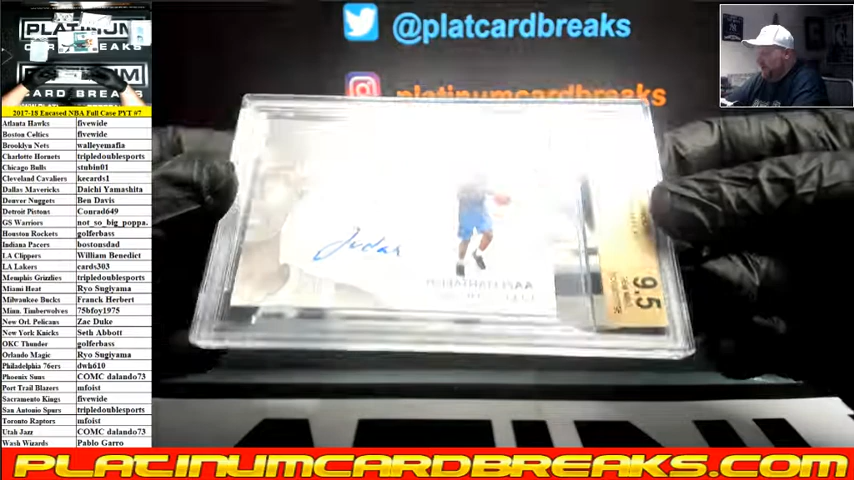 PLATINUM
CARD BREAKS
PLATINUM
CARD BREAKS
@platcardbreaks
platinumcardbreaks
2017-18 Encased NBA Full Case PYT #7
Atlanta Hawks fivewide
Boston Celtics fivewide
Brooklyn Nets walleyemafia
Charlotte Hornets tripledoublesports
Chicago Bulls stubin01
Cleveland Cavaliers kecards1
Dallas Mavericks Daichi Yamashita
Denver Nuggets Ben Davis
Detroit Pistons Conrad649
GS Warriors not_so_big_poppa.
Houston Rockets golferbass
Indiana Pacers bostonsdad
LA Clippers William Benedict
LA Lakers cards303
Memphis Grizzlies tripledoublesports
Miami Heat Ryo Sugiyama
Milwaukee Bucks Franck Herbert
Minn. Timberwolves 75bfoy1975
New Orl. Pelicans Zac Duke
New York Knicks Seth Abbott
OKC Thunder golferbass
Orlando Magic Ryo Sugiyama
Philadelphia 76ers dwh610
Phoenix Suns COMC dalando73
Port Trail Blazers mfoist
Sacramento Kings fivewide
San Antonio Spurs tripledoublesports
Toronto Raptors mfoist
Utah Jazz COMC dalando73
Wash Wizards Pablo Garro
9.5
PLATINUMCARDBREAKS.COM